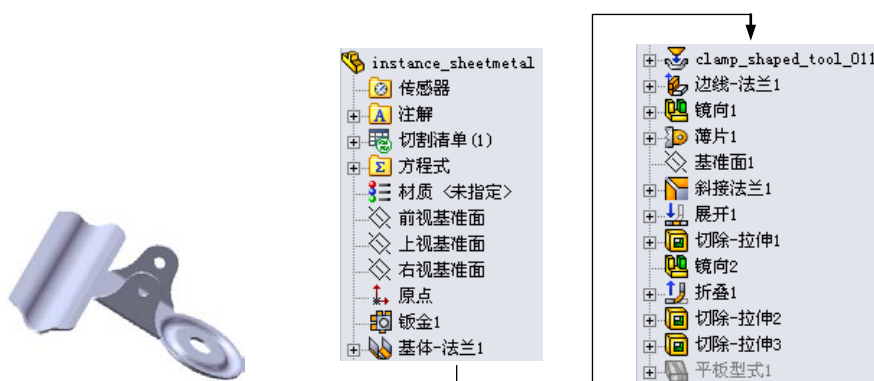 instance_sheetmetal
传感器
注解
切割清单(1)
方程式
材质 <未指定>
前视基准面
上视基准面
右视基准面
原点
钣金1
基体-法兰1
clamp_shaped_tool_011
边线-法兰1
镜向1
薄片1
基准面1
斜接法兰1
展开1
切除-拉伸1
镜向2
折叠1
切除-拉伸2
切除-拉伸3
平板型式1